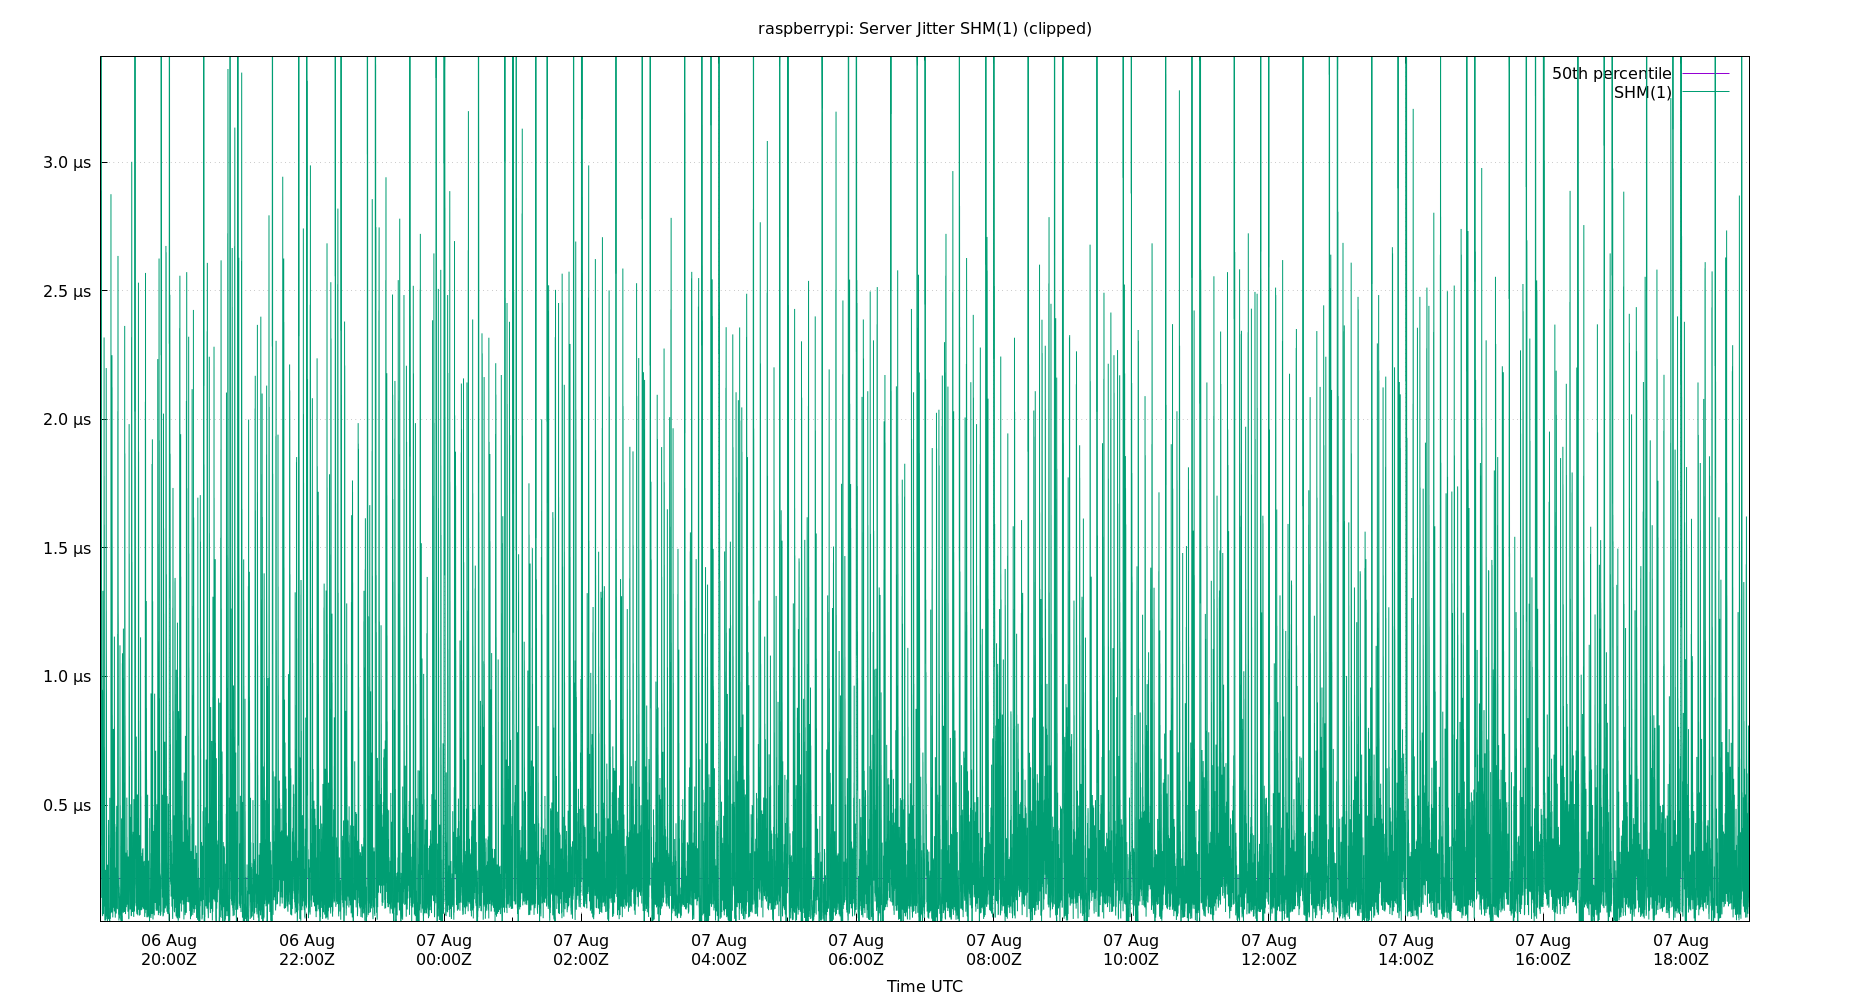 raspberrypi: Server Jitter SHM(1) (clipped)
50th percentile
SHM(1)
3.0 µs
2.5 µs
2.0 µs
1.5 µs
1.0 µs
0.5 µs
06 Aug 06 Aug 07 Aug 07 Aug 07 Aug 07 Aug 07 Aug 07 Aug 07 Aug 07 Aug 07 Aug 07 Aug
20:00Z 22:00Z 00:00Z 02:00Z 04:00Z 06:00Z 08:00Z 10:00Z 12:00Z 14:00Z 16:00Z 18:00Z
Time UTC